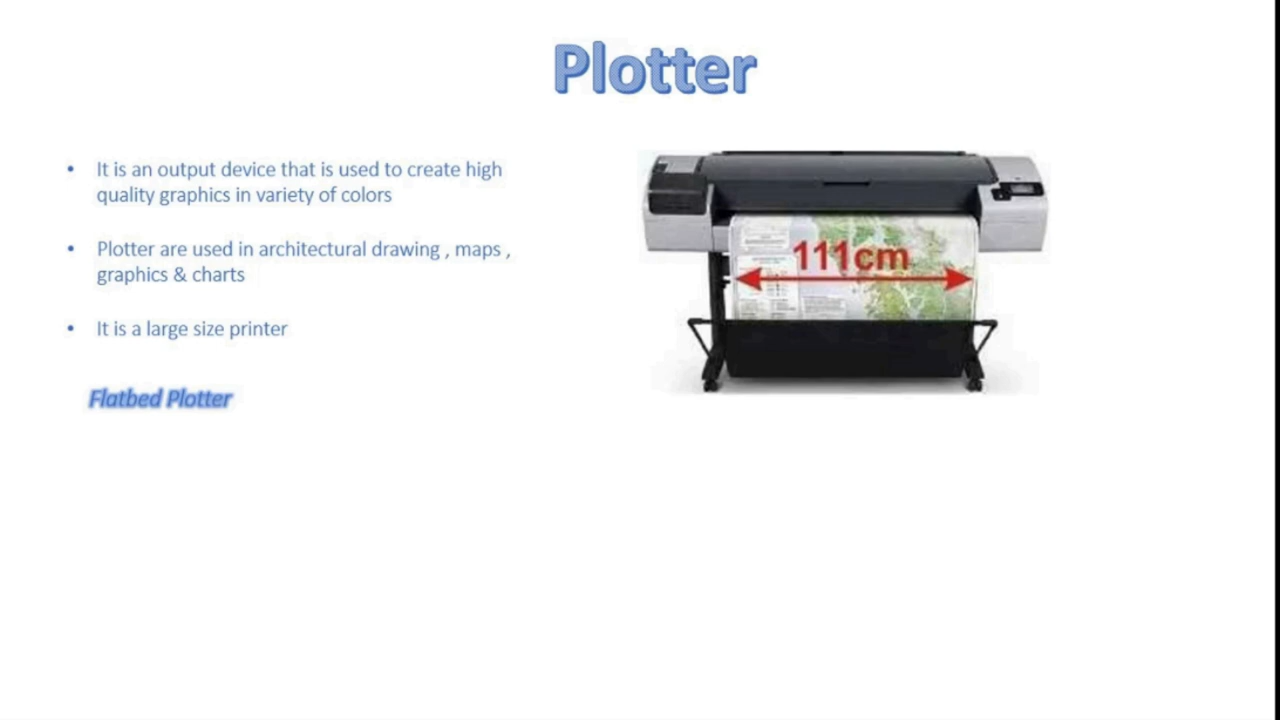 Plotter
• It is an output device that is used to create high
quality graphics in variety of colors
• Plotter are used in architectural drawing , maps ,
graphics & charts
• It is a large size printer
Flatbed Plotter
111cm